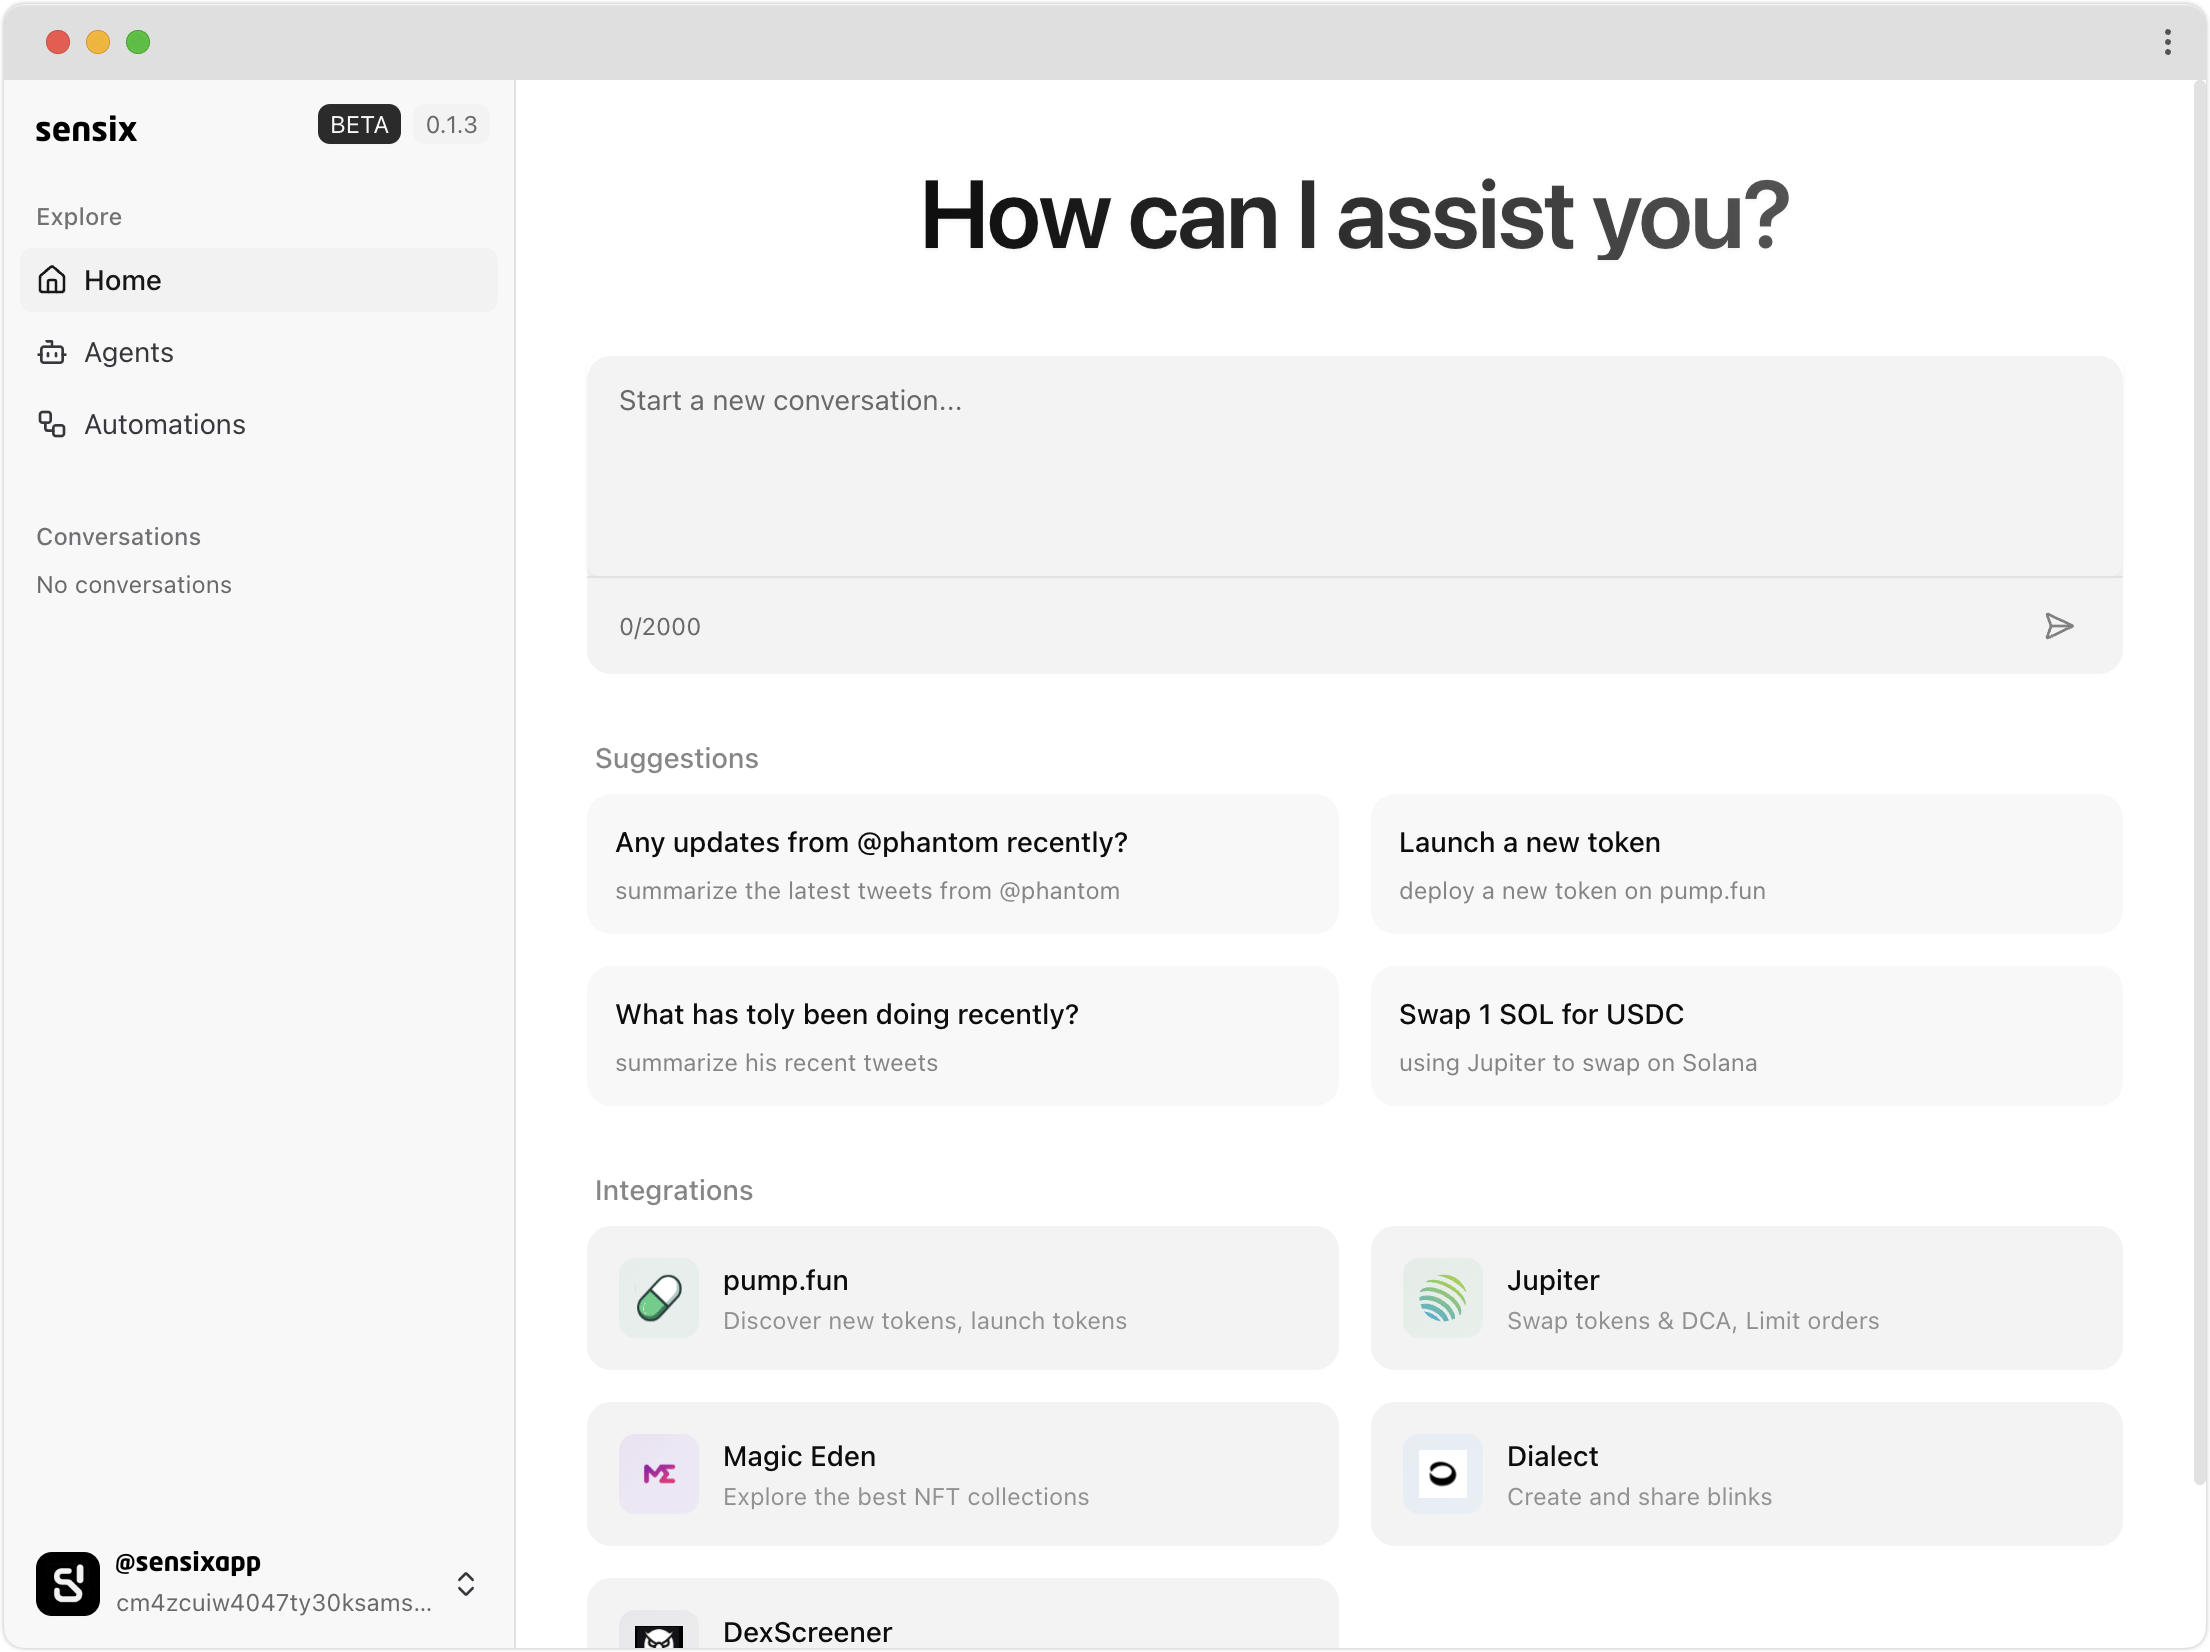 sensix
BETA
0.1.3
Explore
Home
Agents
Automations
Conversations
No conversations
@sensixapp
cm4zcuiw4047ty30ksams...
How can I assist you?
Start a new conversation...
0/2000
Suggestions
Any updates from @phantom recently?
summarize the latest tweets from @phantom
Launch a new token
deploy a new token on pump.fun
What has toly been doing recently?
summarize his recent tweets
Swap 1 SOL for USDC
using Jupiter to swap on Solana
Integrations
pump.fun
Discover new tokens, launch tokens
Jupiter
Swap tokens & DCA, Limit orders
ME
Magic Eden
Explore the best NFT collections
Dialect
Create and share blinks
DexScreener